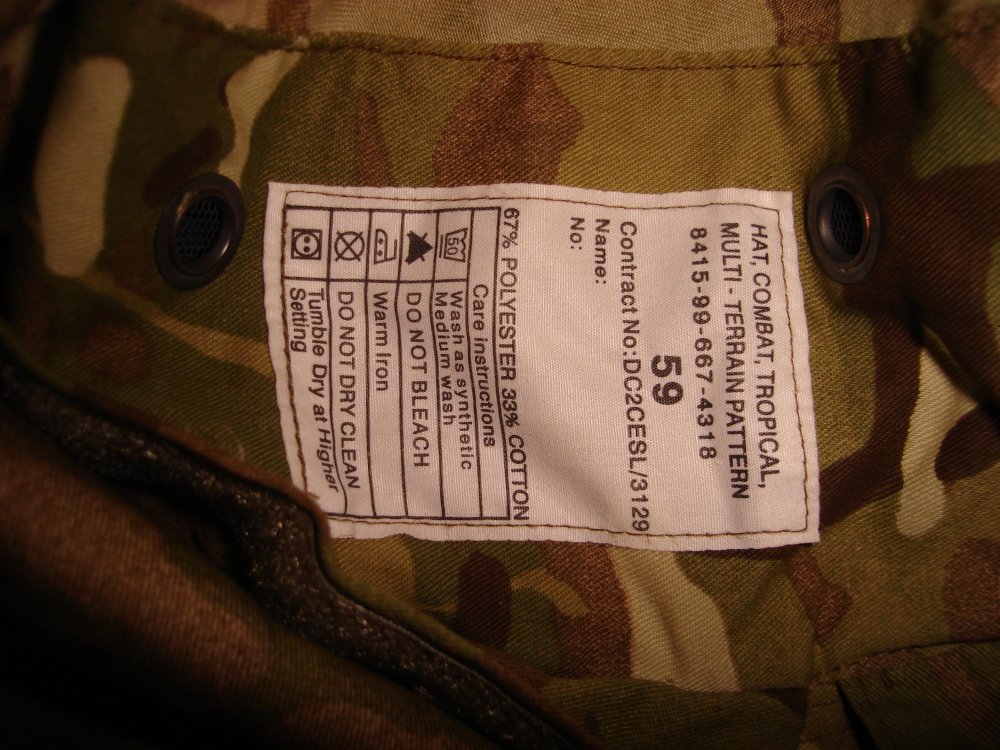 HAT, COMBAT, TROPICAL,
MULTI - TERRAIN PATTERN
8415-99-667-4318
59
Contract No:DC2CESL/3129
Name:
No:
67% POLYESTER 33% COTTON
Care instructions
50
Wash as synthetic
Medium wash
DO NOT BLEACH
Warm Iron
DO NOT DRY CLEAN
Tumble Dry at Higher
Setting